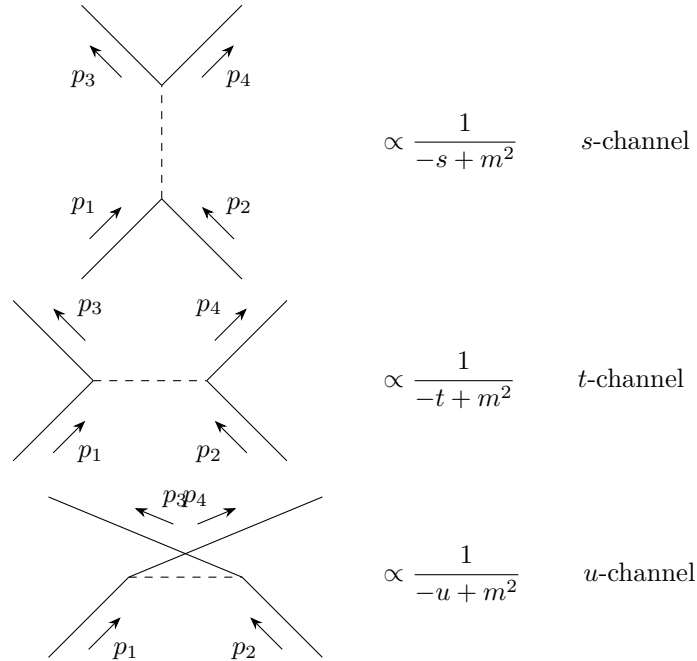 p₃ p₄
∝ 1/(−s + m²) s-channel
p₁ p₂
p₃ p₄
∝ 1/(−t + m²) t-channel
p₁ p₂
p₃ p₄
∝ 1/(−u + m²) u-channel
p₁ p₂